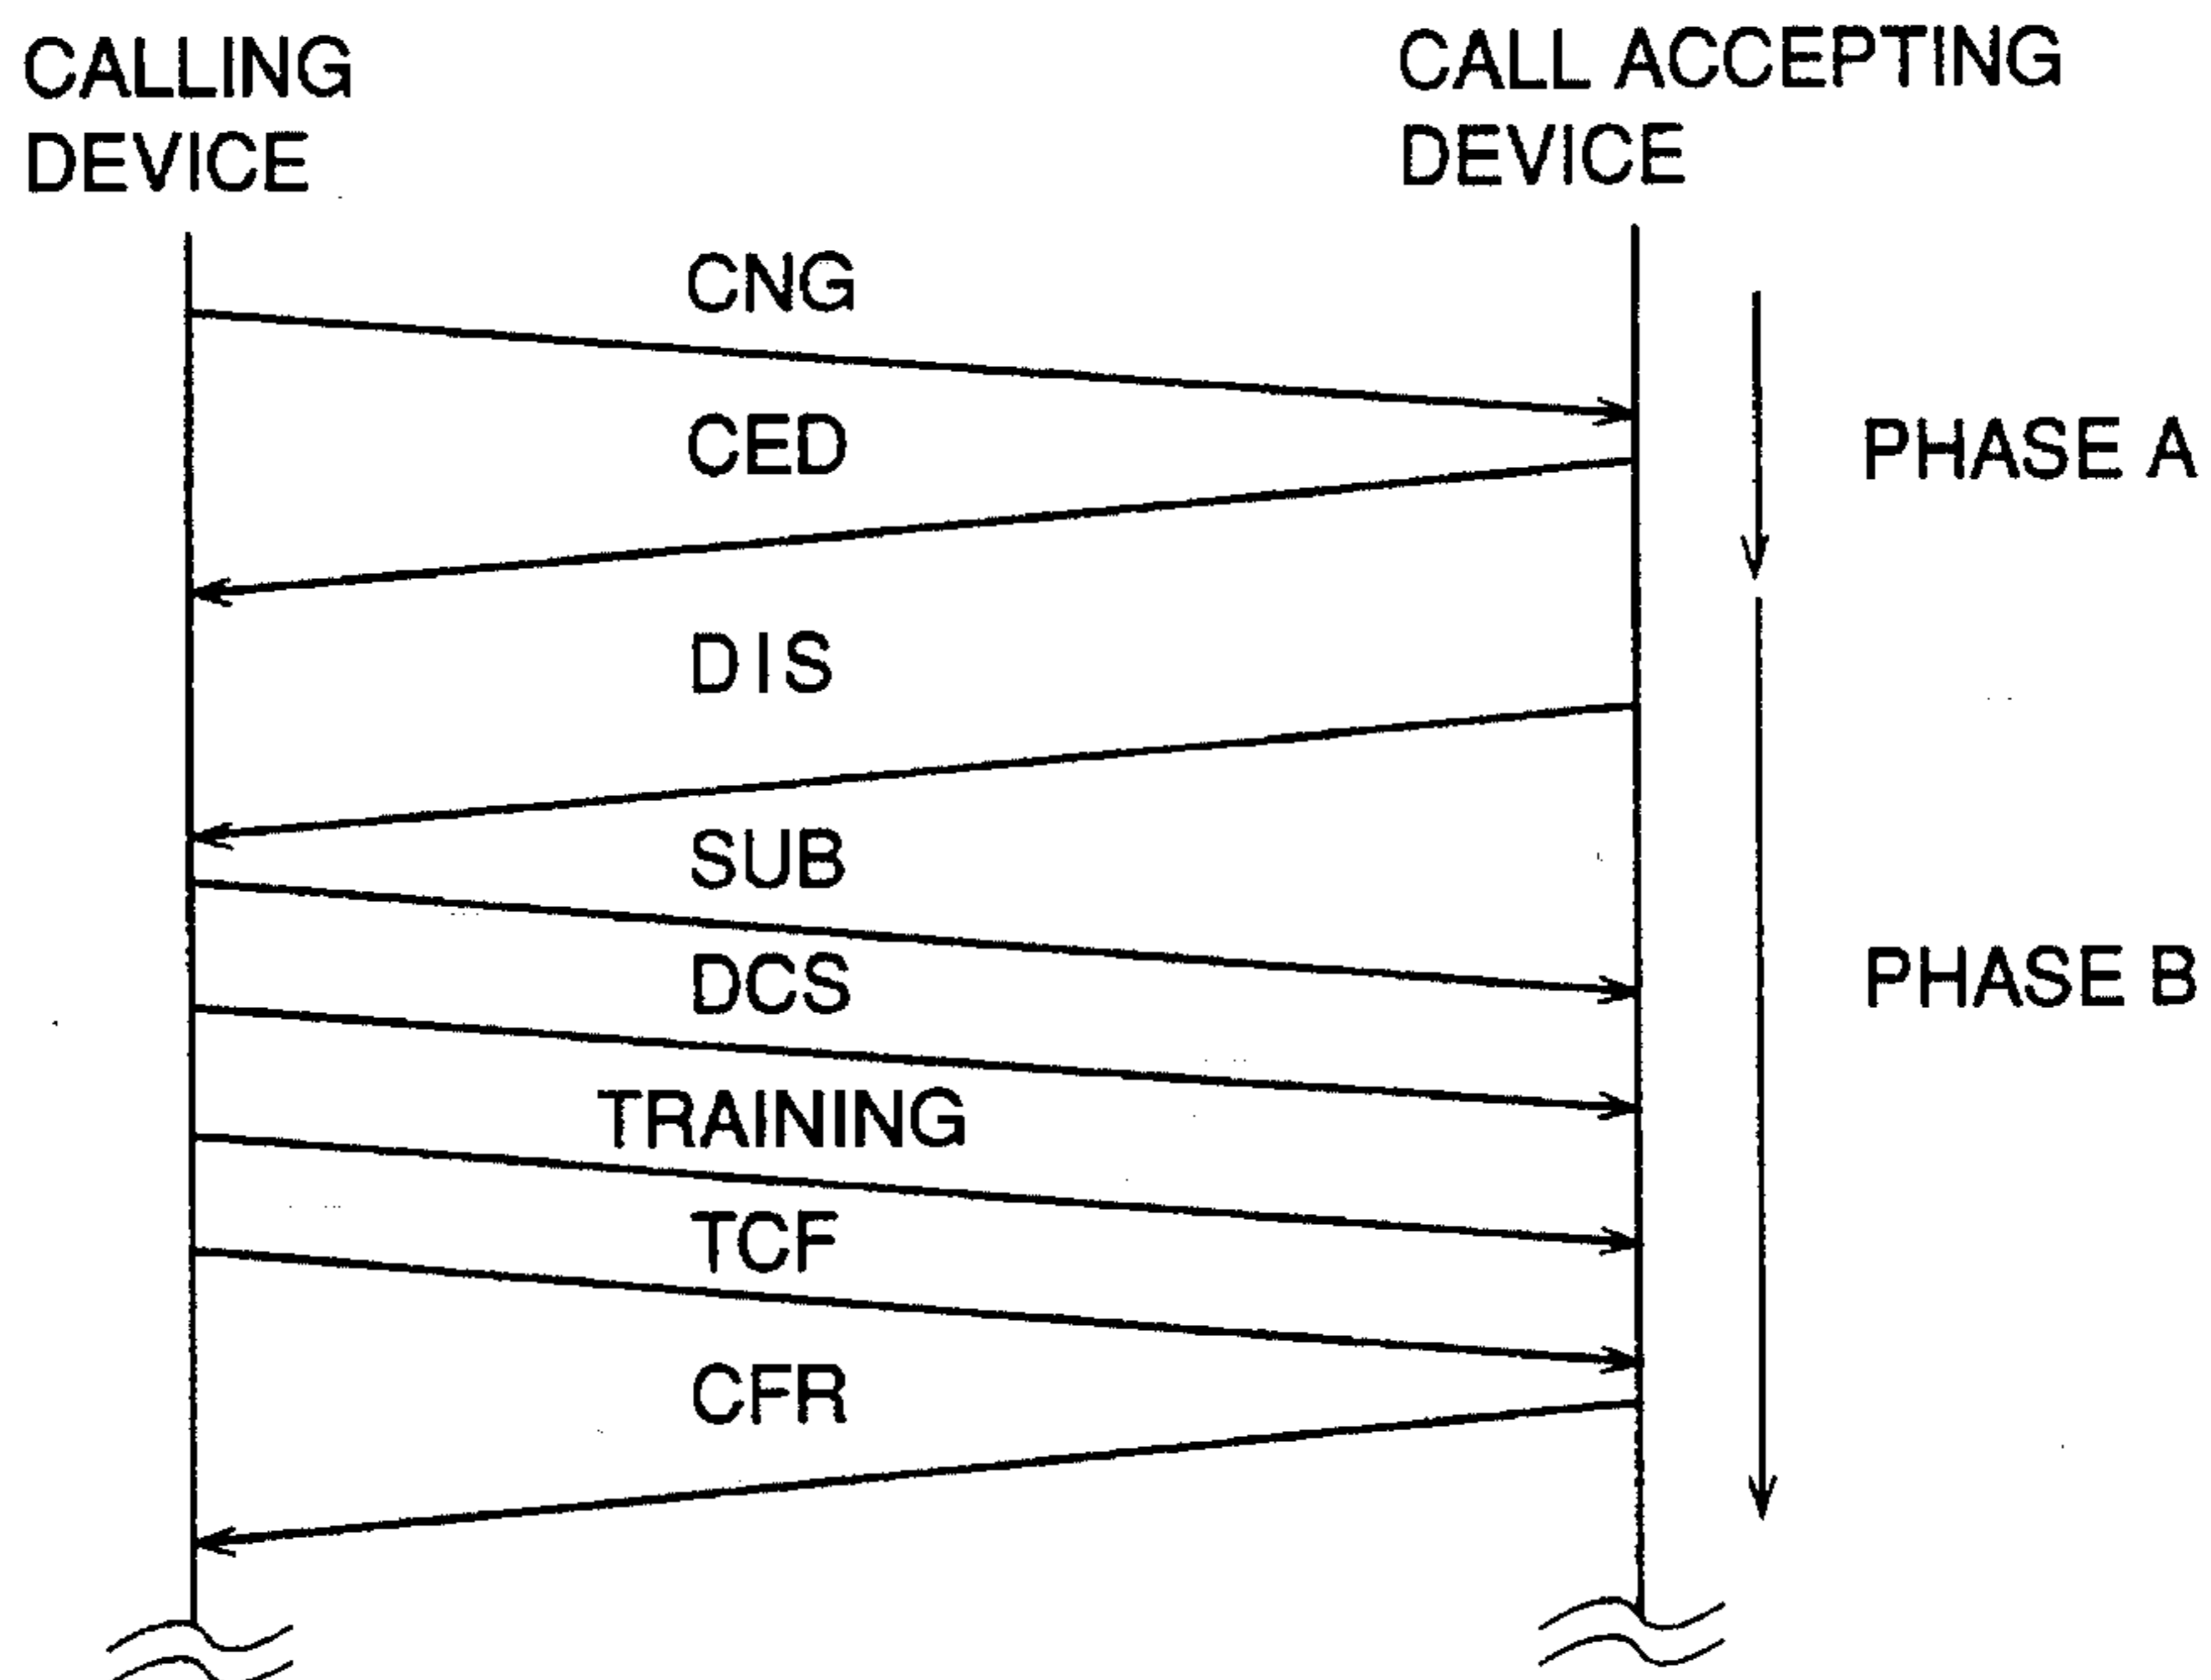 CALLING
DEVICE
CALL ACCEPTING
DEVICE
CNG
CED
PHASE A
DIS
SUB
DCS
PHASE B
TRAINING
TCF
CFR